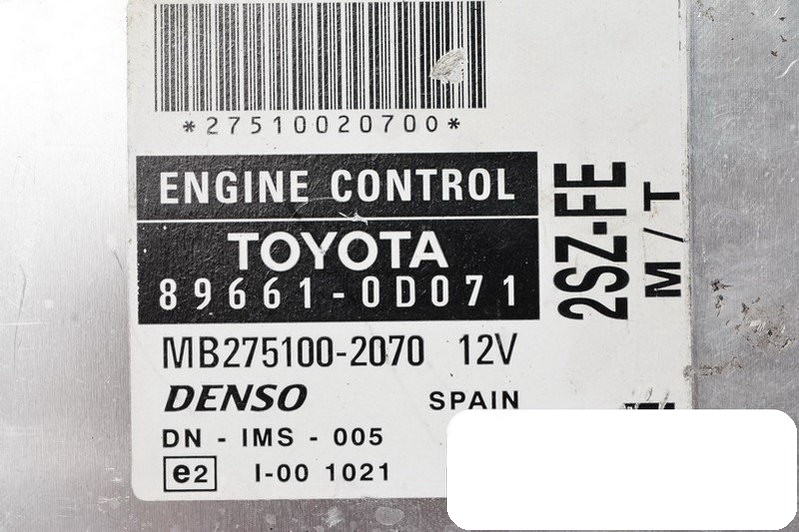 *27510020700*
ENGINE CONTROL
TOYOTA
89661-0D071
2SZ-FE
M/T
MB275100-2070 12V
DENSO SPAIN
DN - IMS - 005
e2 I-00 1021